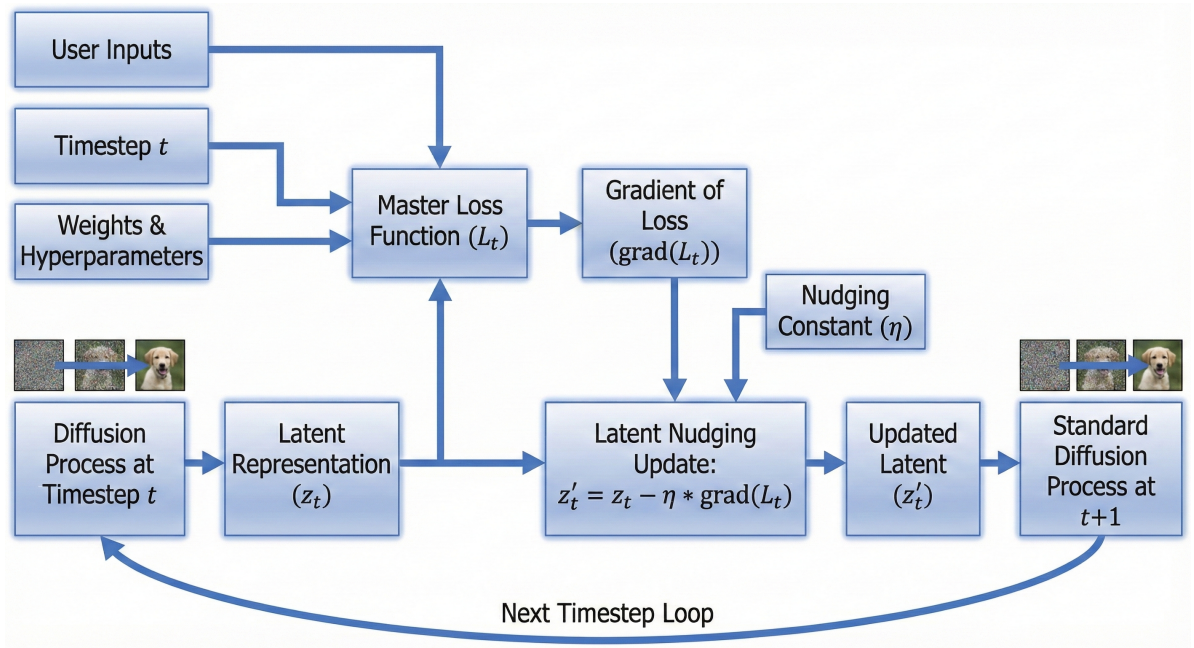 User Inputs
Timestep t
Weights &
Hyperparameters
Master Loss
Function (L_t)
Gradient of
Loss
(grad(L_t))
Nudging
Constant (η)
Diffusion
Process at
Timestep t
Latent
Representation
(z_t)
Latent Nudging
Update:
z′_t = z_t − η ∗ grad(L_t)
Updated
Latent
(z′_t)
Standard
Diffusion
Process at
t+1
Next Timestep Loop